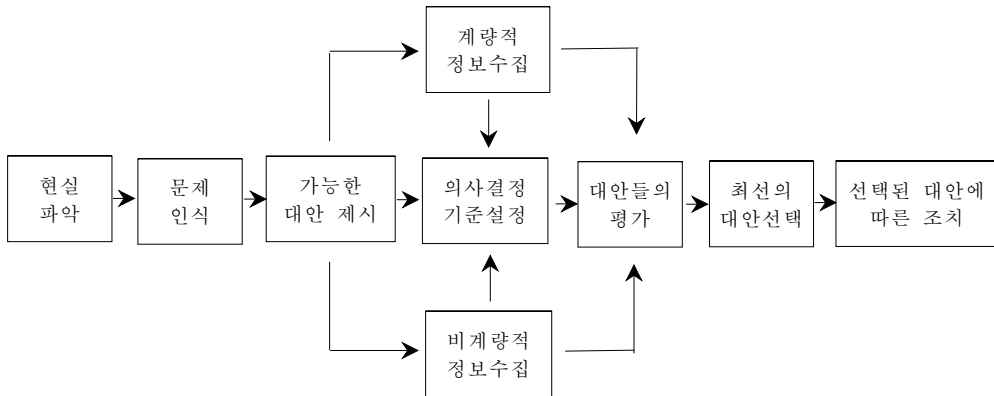 계량적
정보수집
현실
파악
문제
인식
가능한
대안 제시
의사결정
기준설정
대안들의
평가
최선의
대안선택
선택된 대안에
따른 조치
비계량적
정보수집